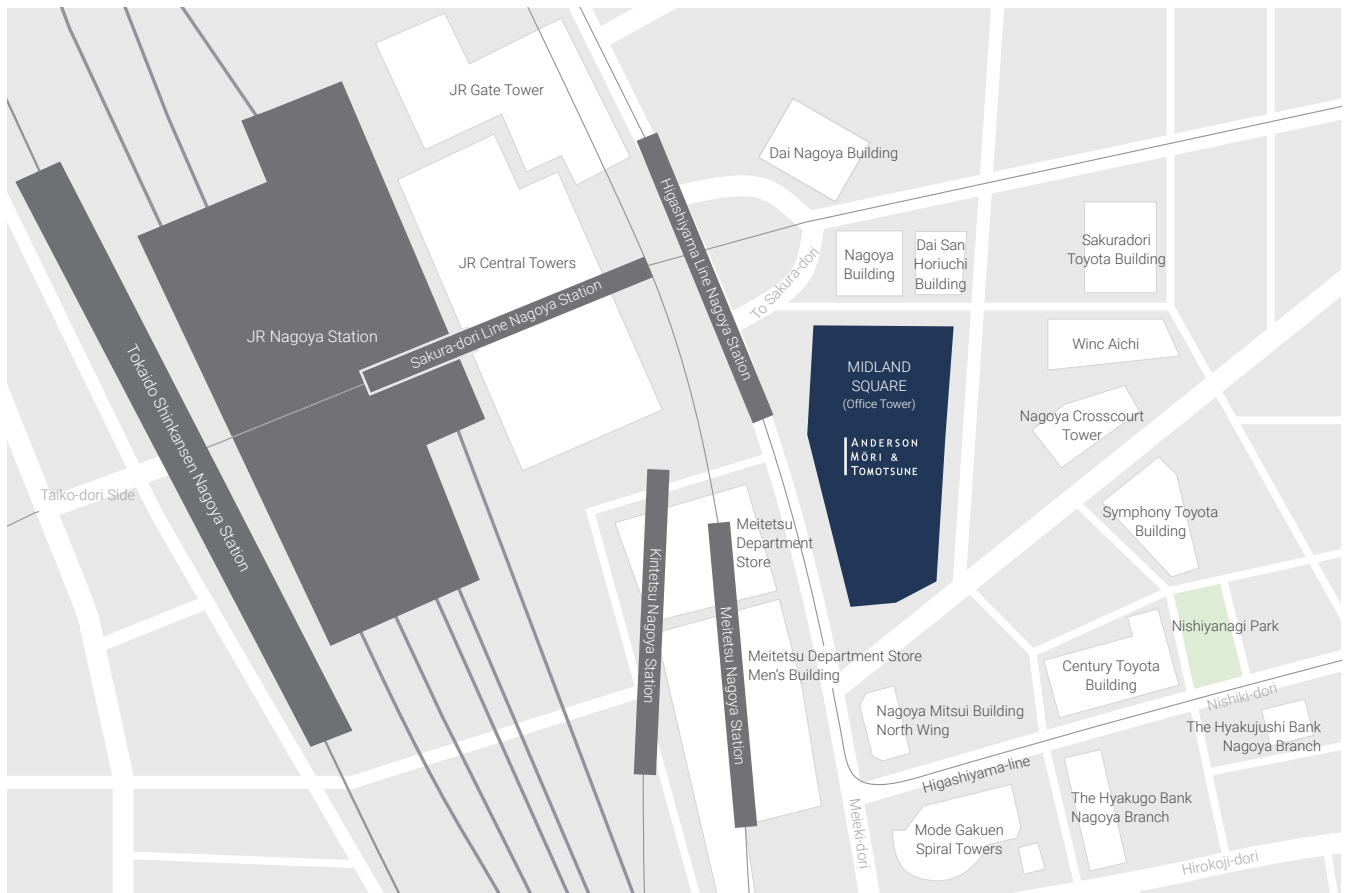 JR Gate Tower
Dai Nagoya Building
Higashiyama Line Nagoya Station
JR Central Towers
To Sakura-dori
Nagoya
Building
Dai San
Horiuchi
Building
Sakuradori
Toyota Building
Sakura-dori Line Nagoya Station
JR Nagoya Station
Tokaido Shinkansen Nagoya Station
Winc Aichi
MIDLAND
SQUARE
(Office Tower)
ANDERSON
MŌRI &
TOMOTSUNE
Nagoya Crosscourt
Tower
Taiko-dori Side
Symphony Toyota
Building
Meitetsu
Department
Store
Kintetsu Nagoya Station
Meitetsu Nagoya Station
Meitetsu Department Store
Men's Building
Nishiyanagi Park
Century Toyota
Building
Nishiki-dori
Nagoya Mitsui Building
North Wing
The Hyakujushi Bank
Nagoya Branch
Higashiyama-line
Meieki-dori
The Hyakugo Bank
Nagoya Branch
Mode Gakuen
Spiral Towers
Hirokoji-dori